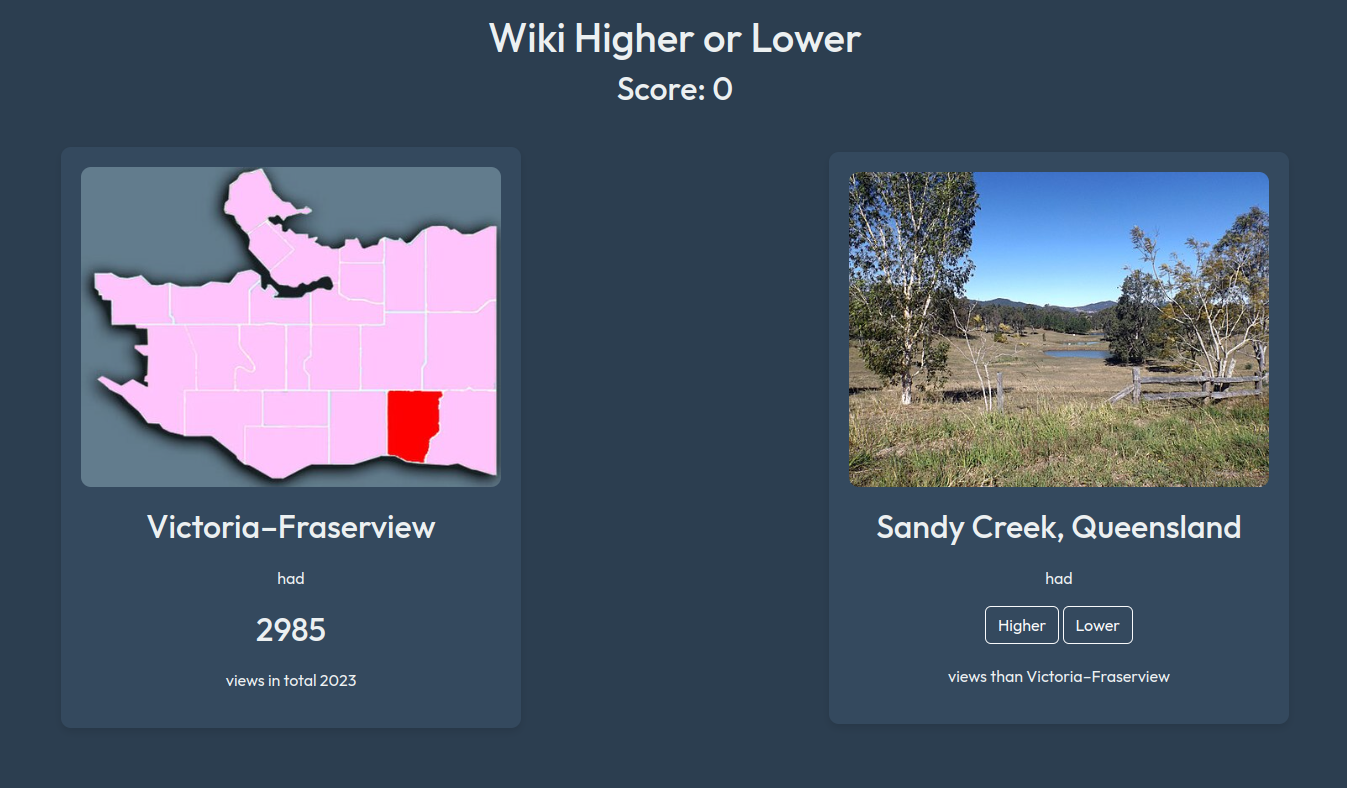 Wiki Higher or Lower
Score: 0
Victoria–Fraserview
had
2985
views in total 2023
Sandy Creek, Queensland
had
Higher Lower
views than Victoria–Fraserview